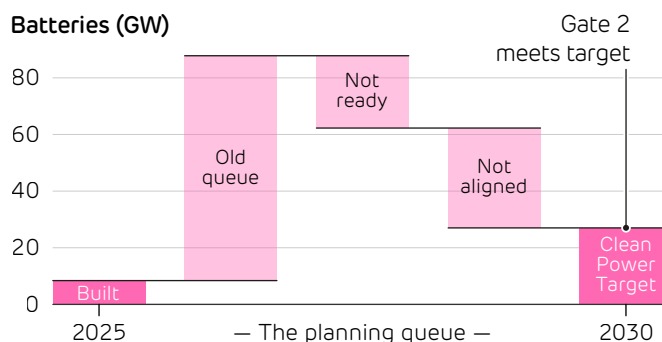 Batteries (GW)
Gate 2
meets target
80
60
40
20
0
Built
Old
queue
Not
ready
Not
aligned
Clean
Power
Target
2025
— The planning queue —
2030